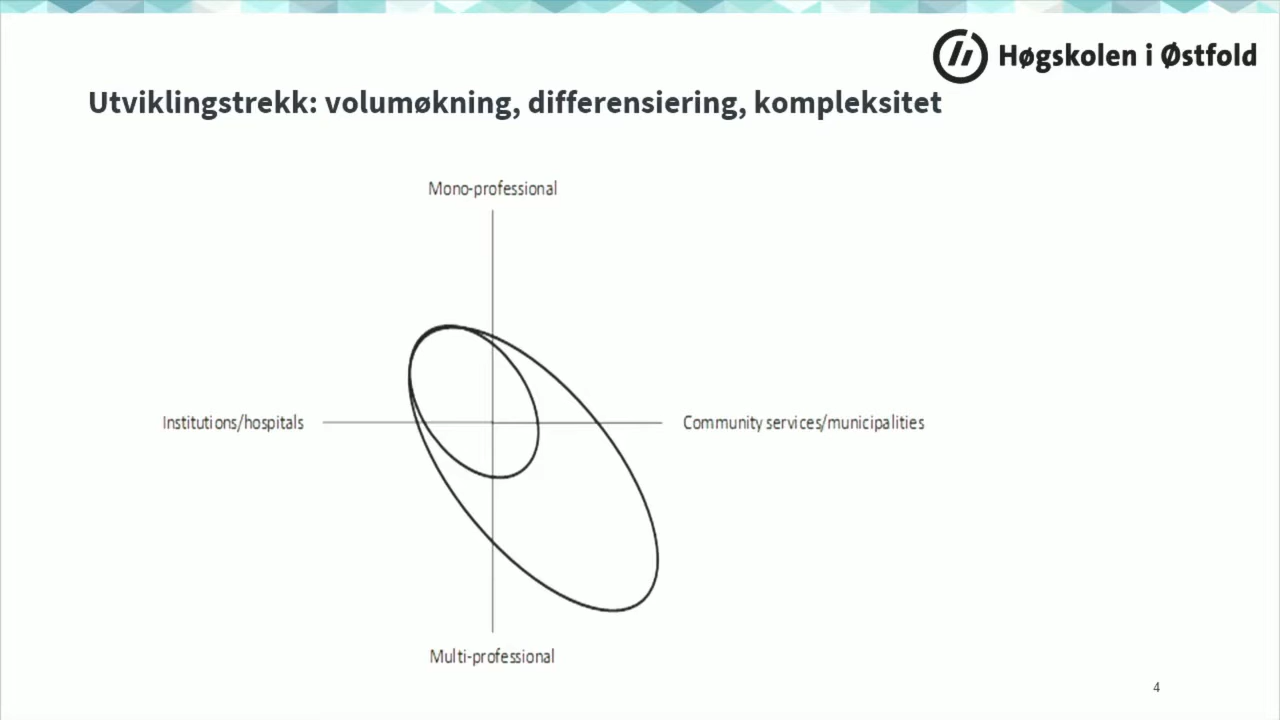 Høgskolen i Østfold
Utviklingstrekk: volumøkning, differensiering, kompleksitet
Mono-professional
Institutions/hospitals
Community services/municipalities
Multi-professional
4